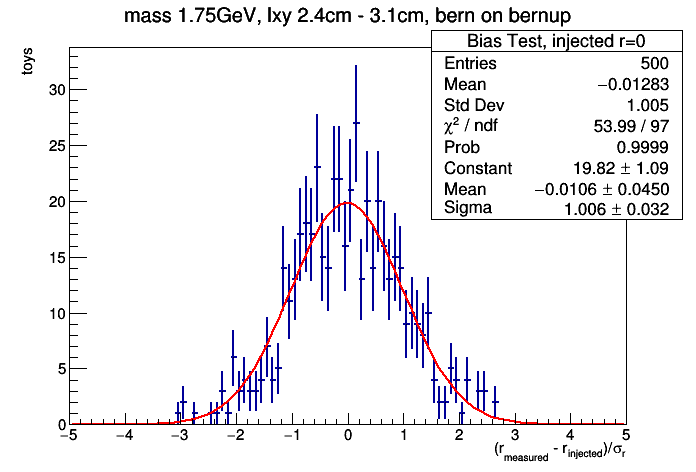 mass 1.75GeV, lxy 2.4cm - 3.1cm, bern on bernup
toys
Bias Test, injected r=0
Entries 500
Mean −0.01283
Std Dev 1.005
χ² / ndf 53.99 / 97
Prob 0.9999
Constant 19.82 ± 1.09
Mean −0.0106 ± 0.0450
Sigma 1.006 ± 0.032
30
25
20
15
10
5
0
−5 −4 −3 −2 −1 0 1 2 3 4 5
(r_measured - r_injected)/σ_r